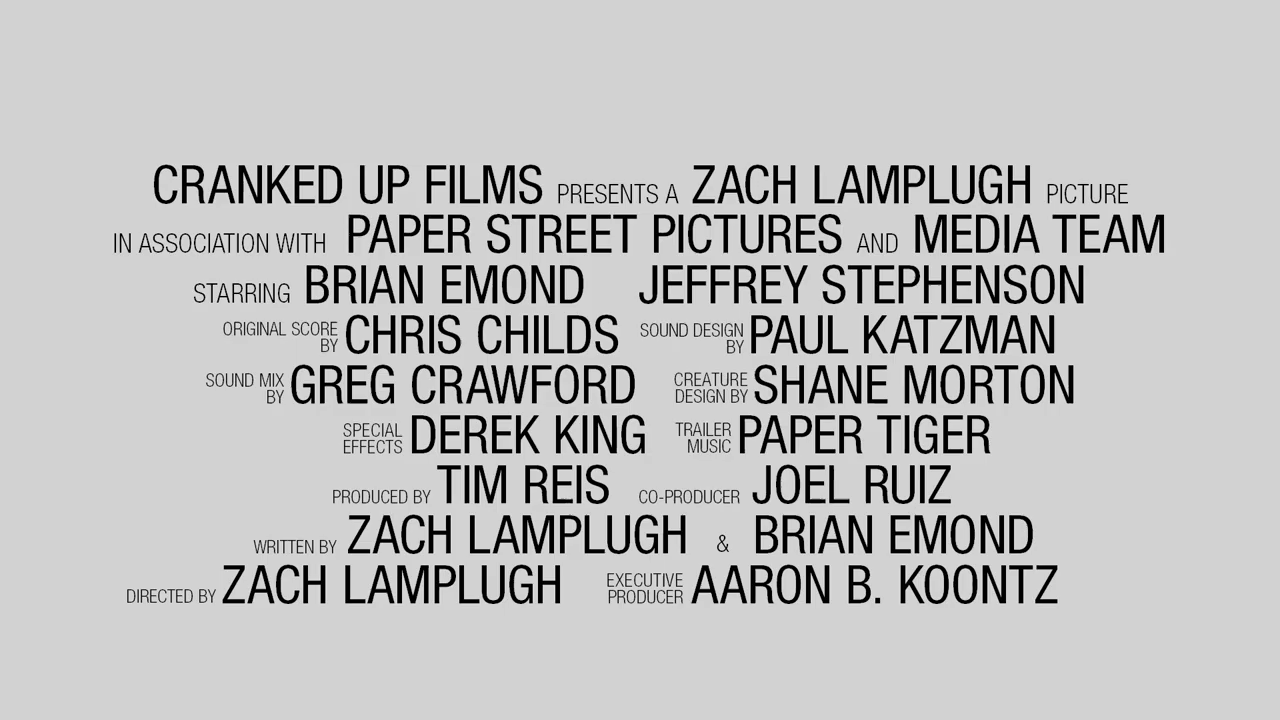 CRANKED UP FILMS PRESENTS A ZACH LAMPLUGH PICTURE
IN ASSOCIATION WITH PAPER STREET PICTURES AND MEDIA TEAM
STARRING BRIAN EMOND JEFFREY STEPHENSON
ORIGINAL SCORE BY CHRIS CHILDS SOUND DESIGN BY PAUL KATZMAN
SOUND MIX BY GREG CRAWFORD CREATURE DESIGN BY SHANE MORTON
SPECIAL EFFECTS DEREK KING TRAILER MUSIC PAPER TIGER
PRODUCED BY TIM REIS CO-PRODUCER JOEL RUIZ
WRITTEN BY ZACH LAMPLUGH & BRIAN EMOND
DIRECTED BY ZACH LAMPLUGH EXECUTIVE PRODUCER AARON B. KOONTZ